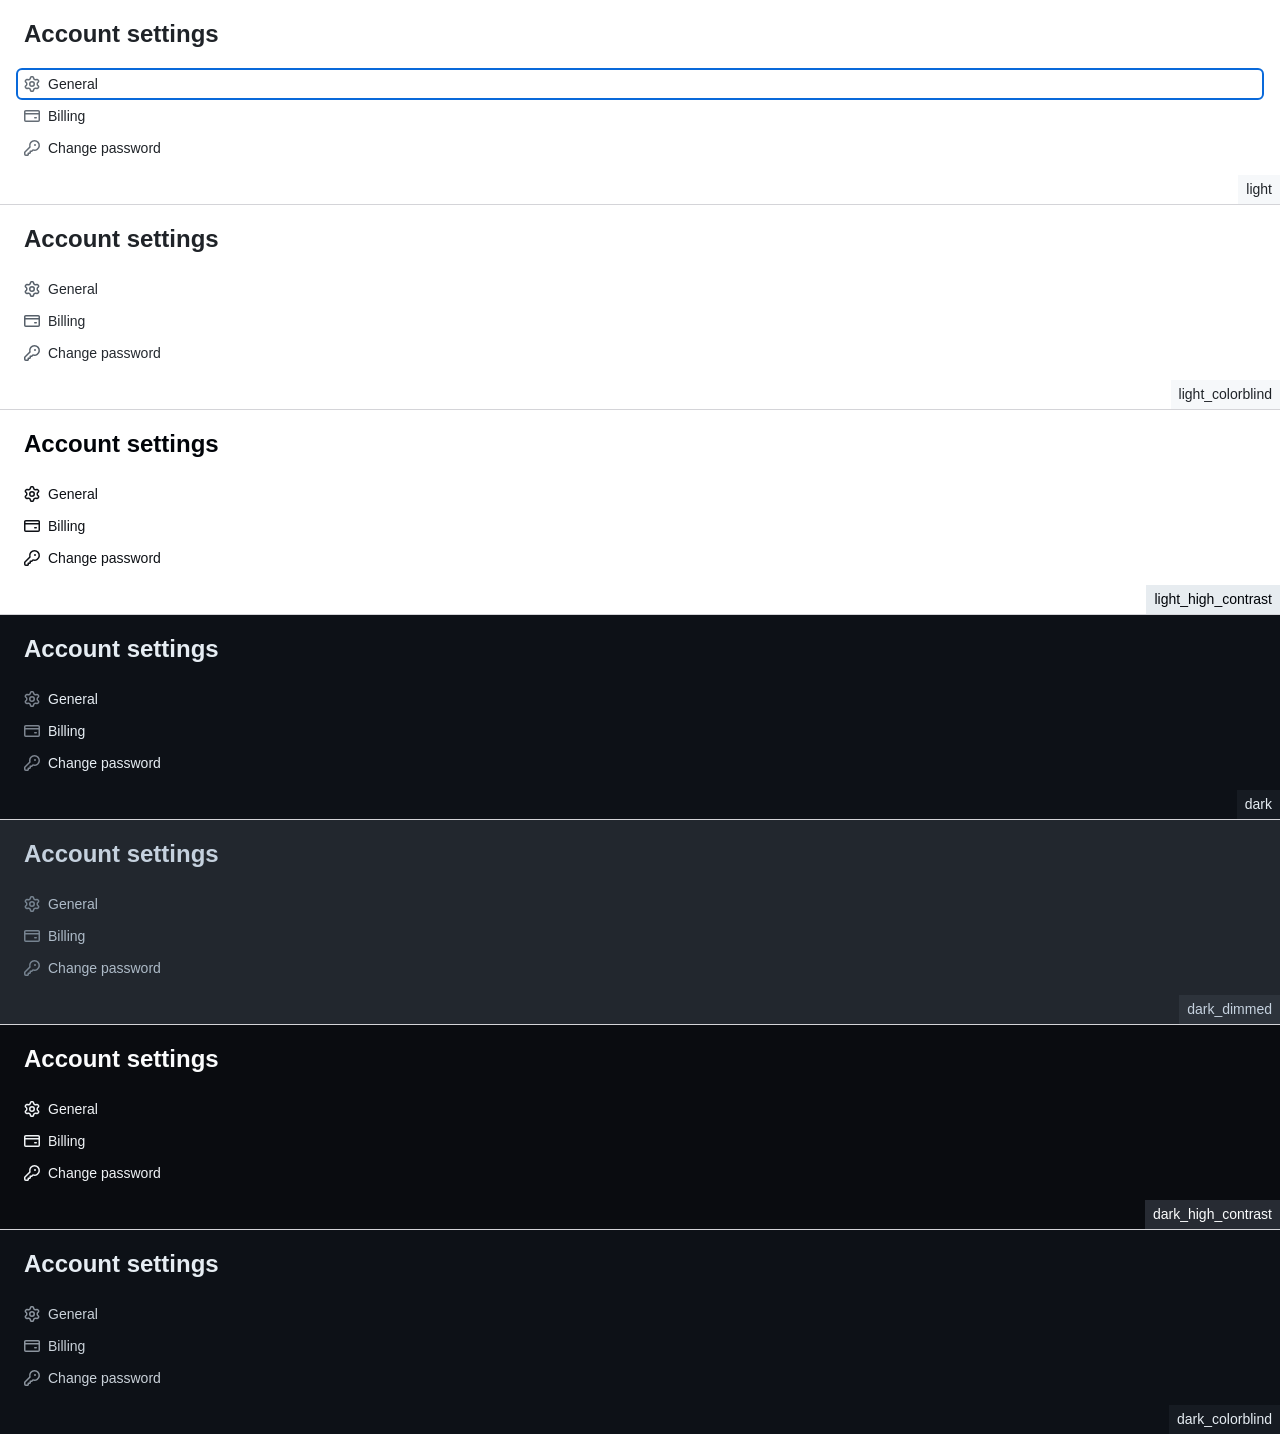 Account settings
General
Billing
Change password
light
Account settings
General
Billing
Change password
light_colorblind
Account settings
General
Billing
Change password
light_high_contrast
Account settings
General
Billing
Change password
dark
Account settings
General
Billing
Change password
dark_dimmed
Account settings
General
Billing
Change password
dark_high_contrast
Account settings
General
Billing
Change password
dark_colorblind